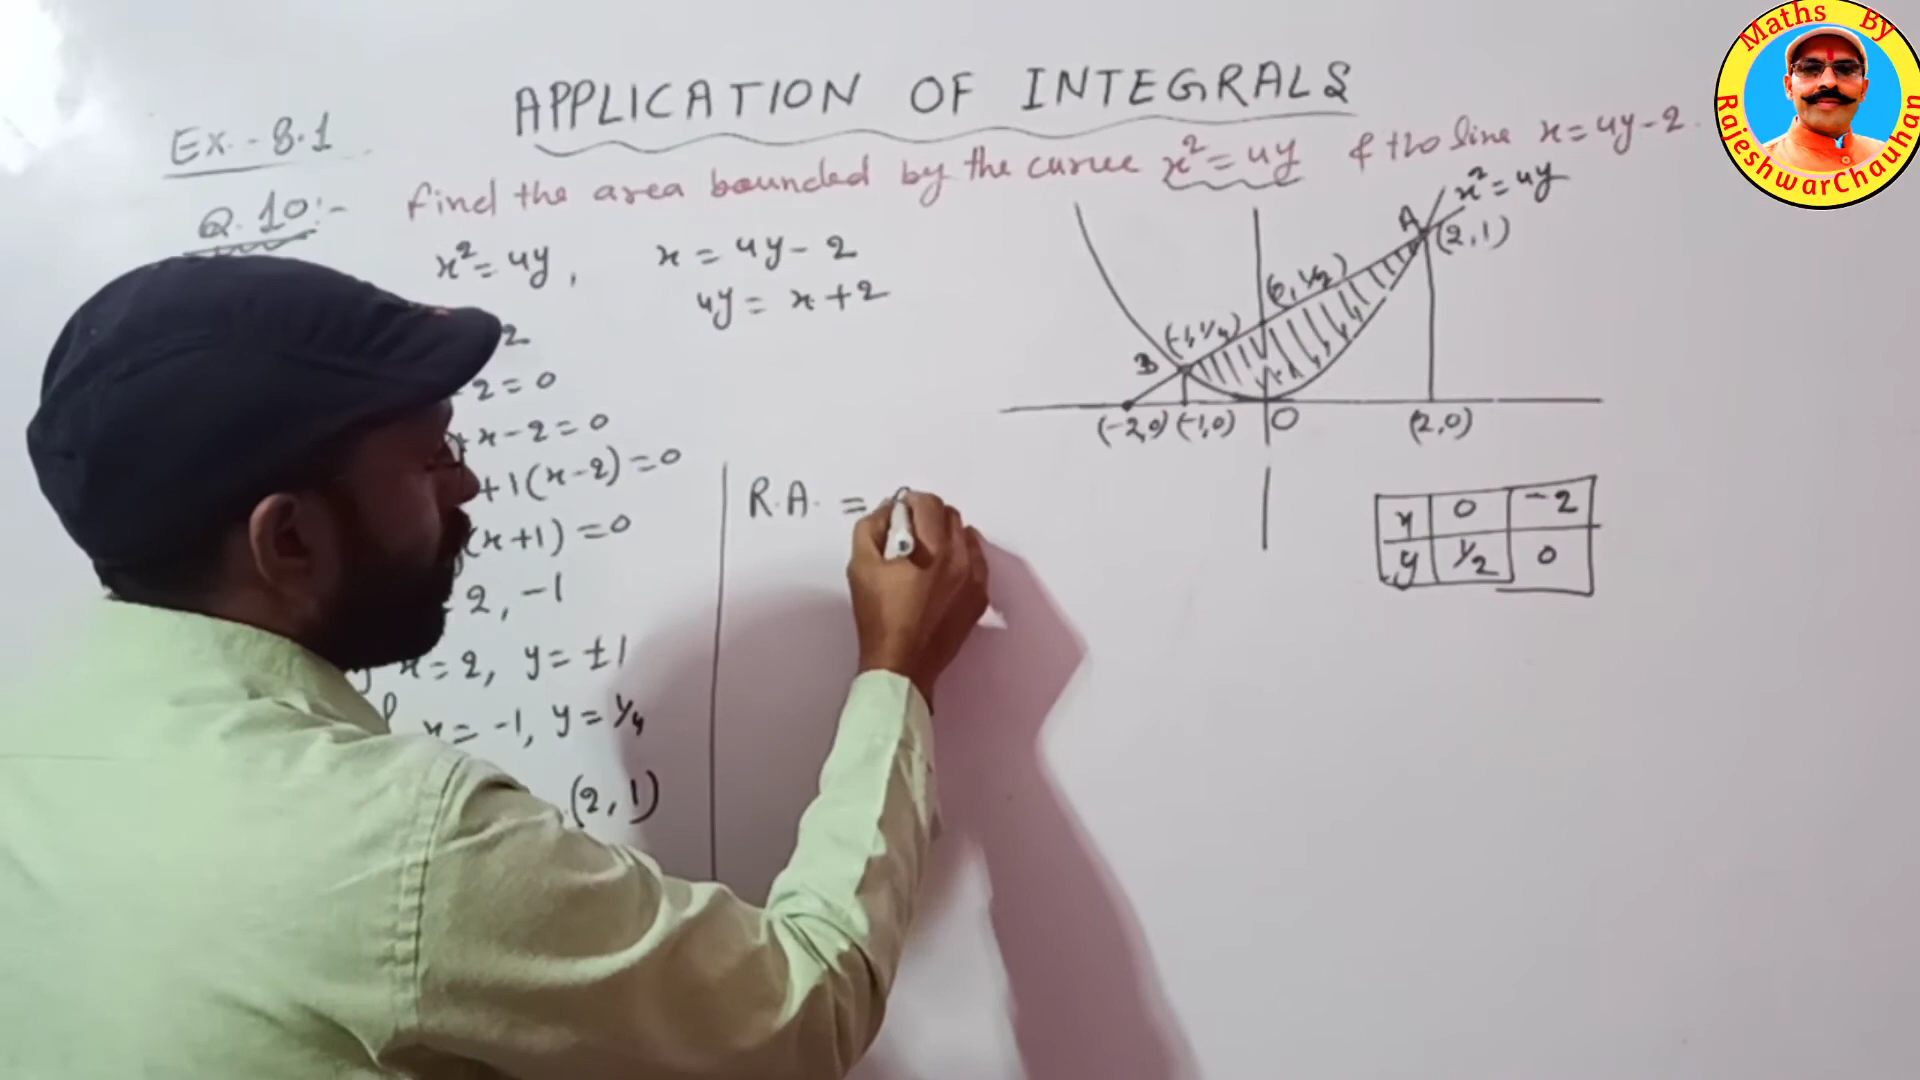 APPLICATION OF INTEGRALS
Ex.-8.1
Q.10:- Find the area bounded by the curve x²=4y & the line x=4y-2.
x²=4y, x=4y-2
4y=x+2
2
2=0
x-2=0
+1(x-2)=0
(x+1)=0
2, -1
x=2, y=±1
x=-1, y=1/4
(2,1)
R.A. =
x²=4y
A
(2,1)
(0,1/2)
(-1,1/4)
B
(-2,0) (-1,0) O (2,0)
x 0 -2
y 1/2 0
Maths By
RajeshwarChauhan